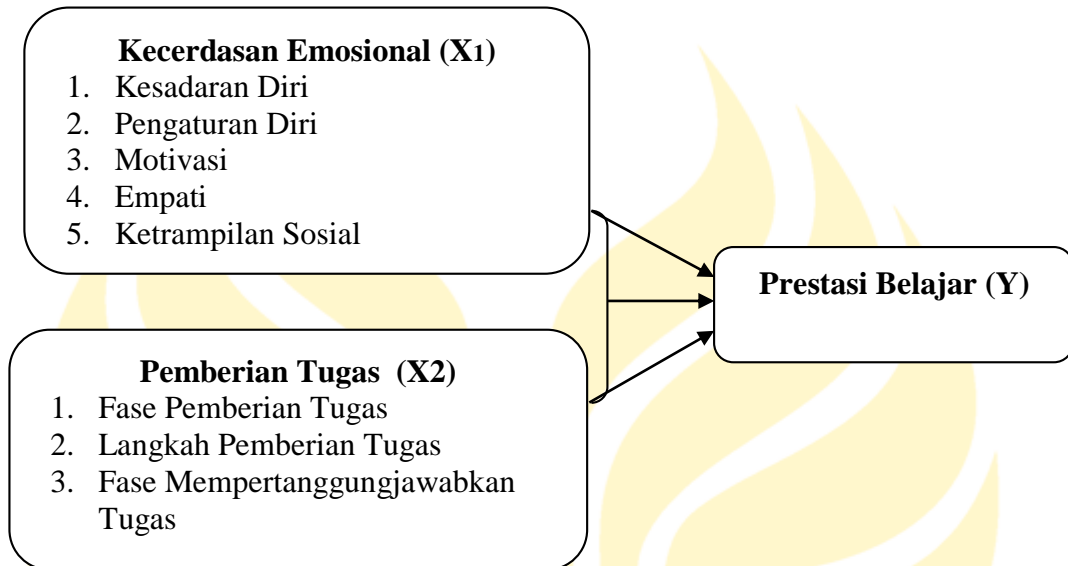 Kecerdasan Emosional (X1)
1. Kesadaran Diri
2. Pengaturan Diri
3. Motivasi
4. Empati
5. Ketrampilan Sosial
Prestasi Belajar (Y)
Pemberian Tugas (X2)
1. Fase Pemberian Tugas
2. Langkah Pemberian Tugas
3. Fase Mempertanggungjawabkan
Tugas